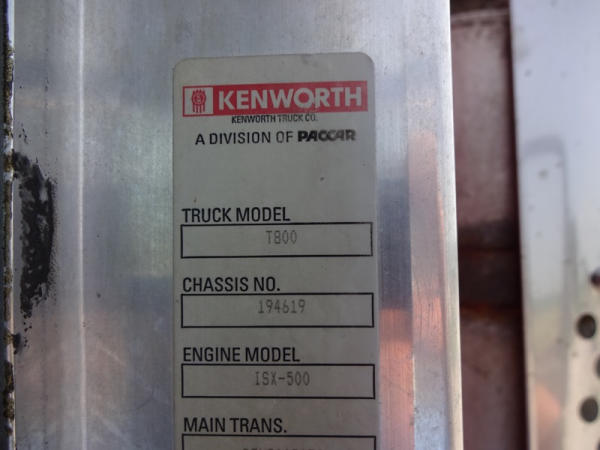 KENWORTH
KENWORTH TRUCK CO.
A DIVISION OF PACCAR
TRUCK MODEL
T800
CHASSIS NO.
194619
ENGINE MODEL
ISX-500
MAIN TRANS.